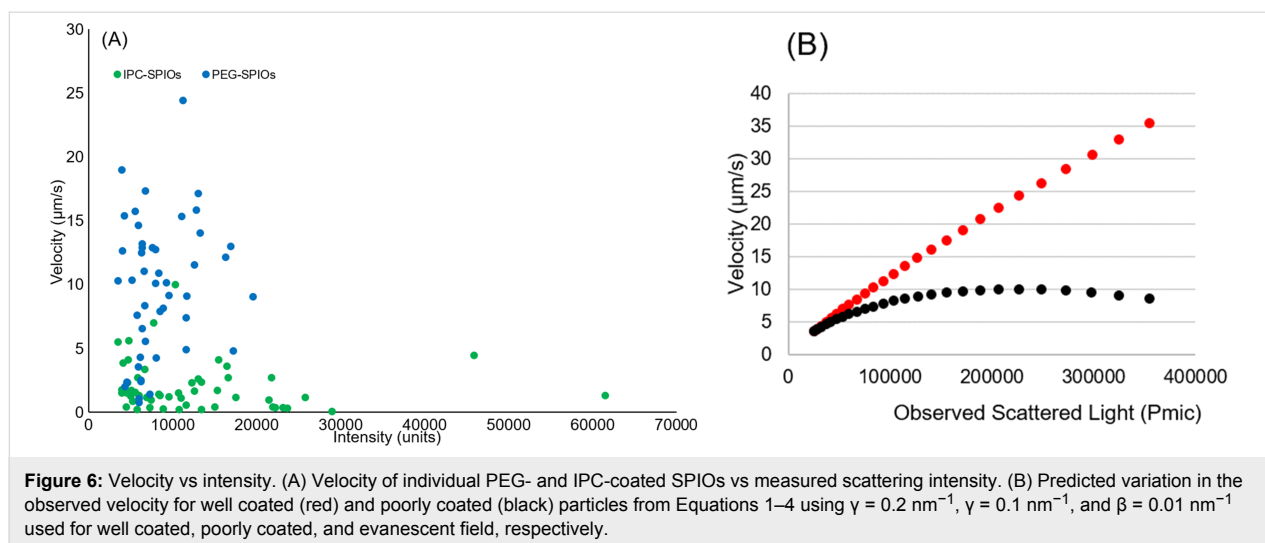 (A)
30
25
20
15
10
5
0
Velocity (µm/s)
IPC-SPIOs PEG-SPIOs
0 10000 20000 30000 40000 50000 60000 70000
Intensity (units)
(B)
40
35
30
25
20
15
10
5
0
Velocity (µm/s)
0 100000 200000 300000 400000
Observed Scattered Light (Pmic)
Figure 6: Velocity vs intensity. (A) Velocity of individual PEG- and IPC-coated SPIOs vs measured scattering intensity. (B) Predicted variation in the
observed velocity for well coated (red) and poorly coated (black) particles from Equations 1–4 using γ = 0.2 nm⁻¹, γ = 0.1 nm⁻¹, and β = 0.01 nm⁻¹
used for well coated, poorly coated, and evanescent field, respectively.